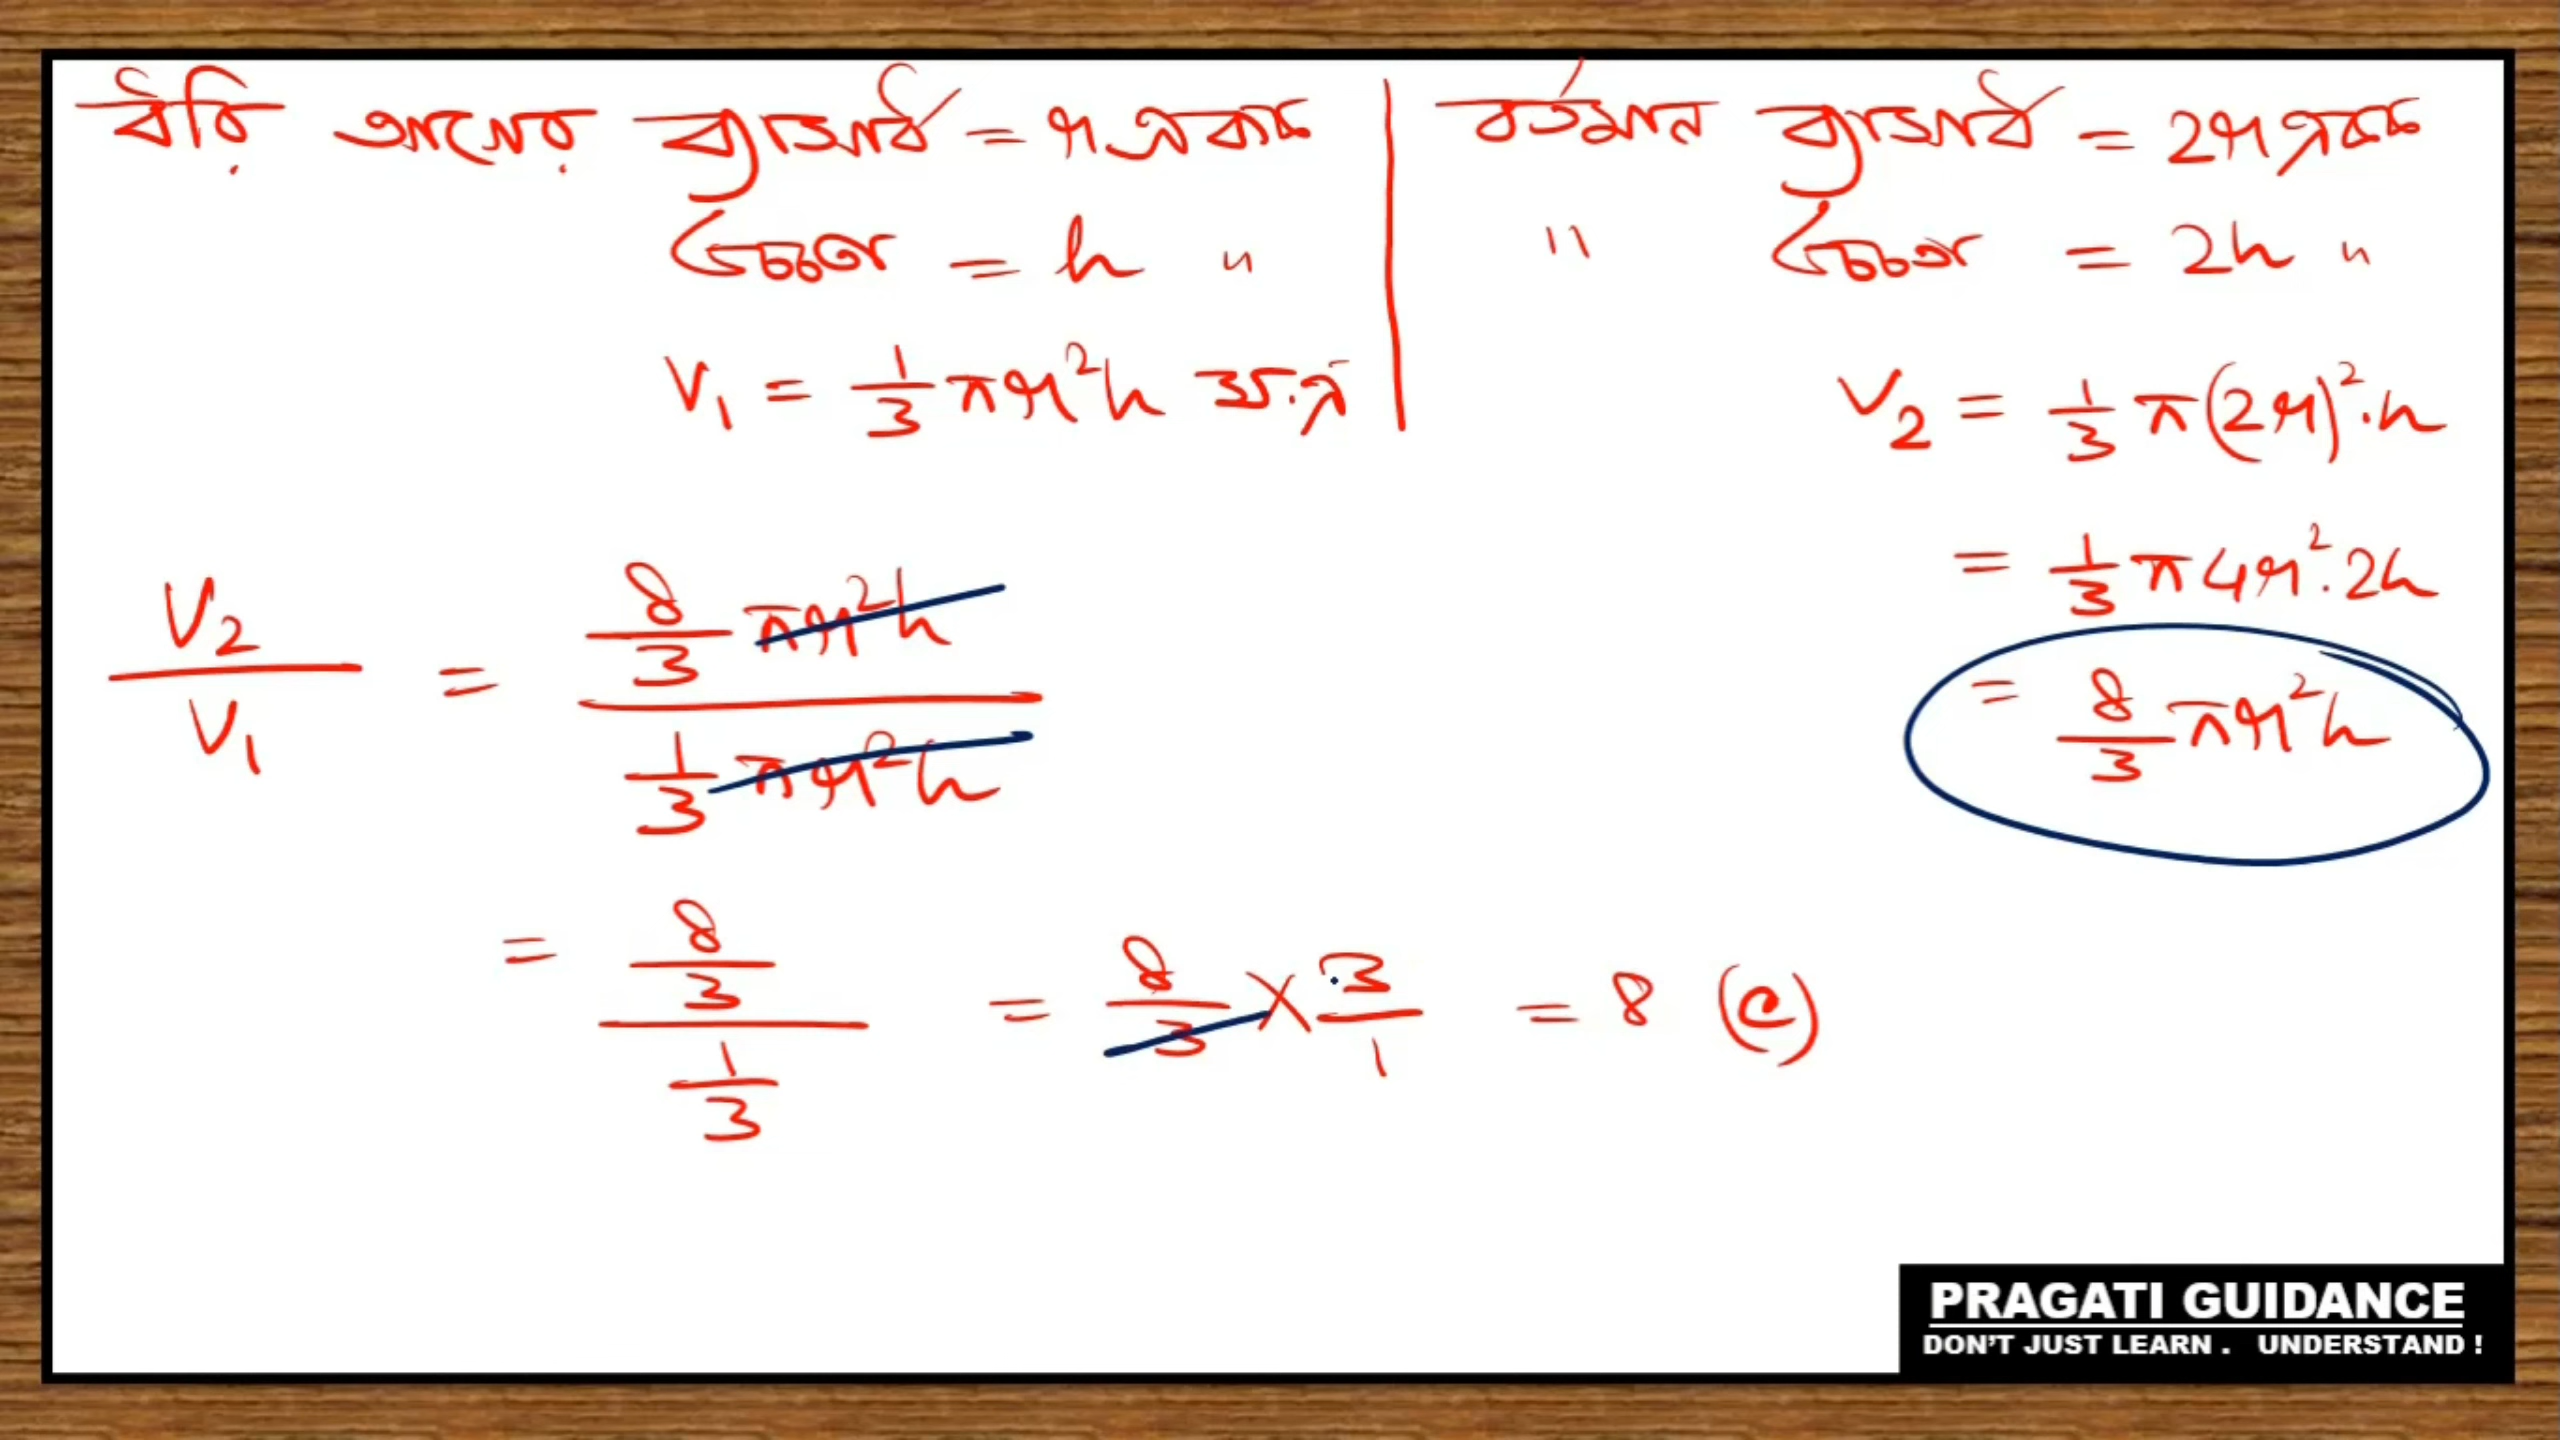 ধরি, আগের ব্যাসার্ধ = r একক
উচ্চতা = h "
V₁ = 1/3 πr²h ঘন.এ
বর্তমান ব্যাসার্ধ = 2r একক
" উচ্চতা = 2h "
V₂ = 1/3 π(2r)².h
= 1/3 π4r².2h
= 8/3 πr²h
V₂/V₁ = (8/3 πr²h)/(1/3 πr²h)
= (8/3)/(1/3) = 8/3 × 3/1 = 8 (c)
PRAGATI GUIDANCE
DON'T JUST LEARN . UNDERSTAND !